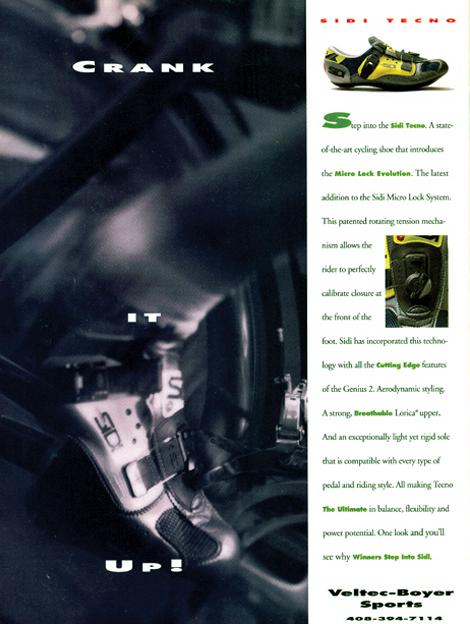 CRANK
IT
UP!
SIDI
SIDI TECNO
Step into the Sidi Tecno. A state-
of-the-art cycling shoe that introduces
the Micro Lock Evolution. The latest
addition to the Sidi Micro Lock System.
This patented rotating tension mecha-
nism allows the
rider to perfectly
calibrate closure at
the front of the
foot. Sidi has incorporated this techno-
logy with all the Cutting Edge features
of the Genius 2. Aerodynamic styling.
A strong, Breathable Lorica® upper.
And an exceptionally light yet rigid sole
that is compatible with every type of
pedal and riding style. All making Tecno
The Ultimate in balance, flexibility and
power potential. One look and you'll
see why Winners Step Into Sidi.
Veltec-Boyer
Sports
408-394-7114